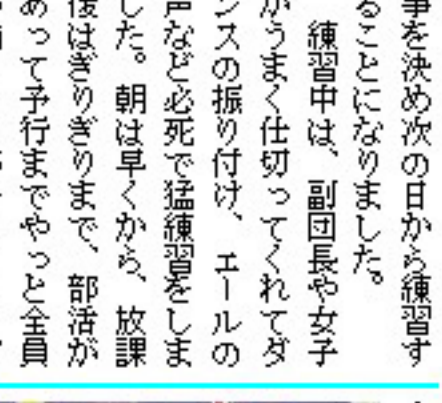 事を決め次の日から練習す
ることになりました。
練習中は、副団長や女子
がうまく仕切ってくれてダ
ンスの振り付け、エールの
声など必死で猛練習をしま
した。朝は早くから、放課
後はぎりぎりまで、部活が
あって予行までやっと全員